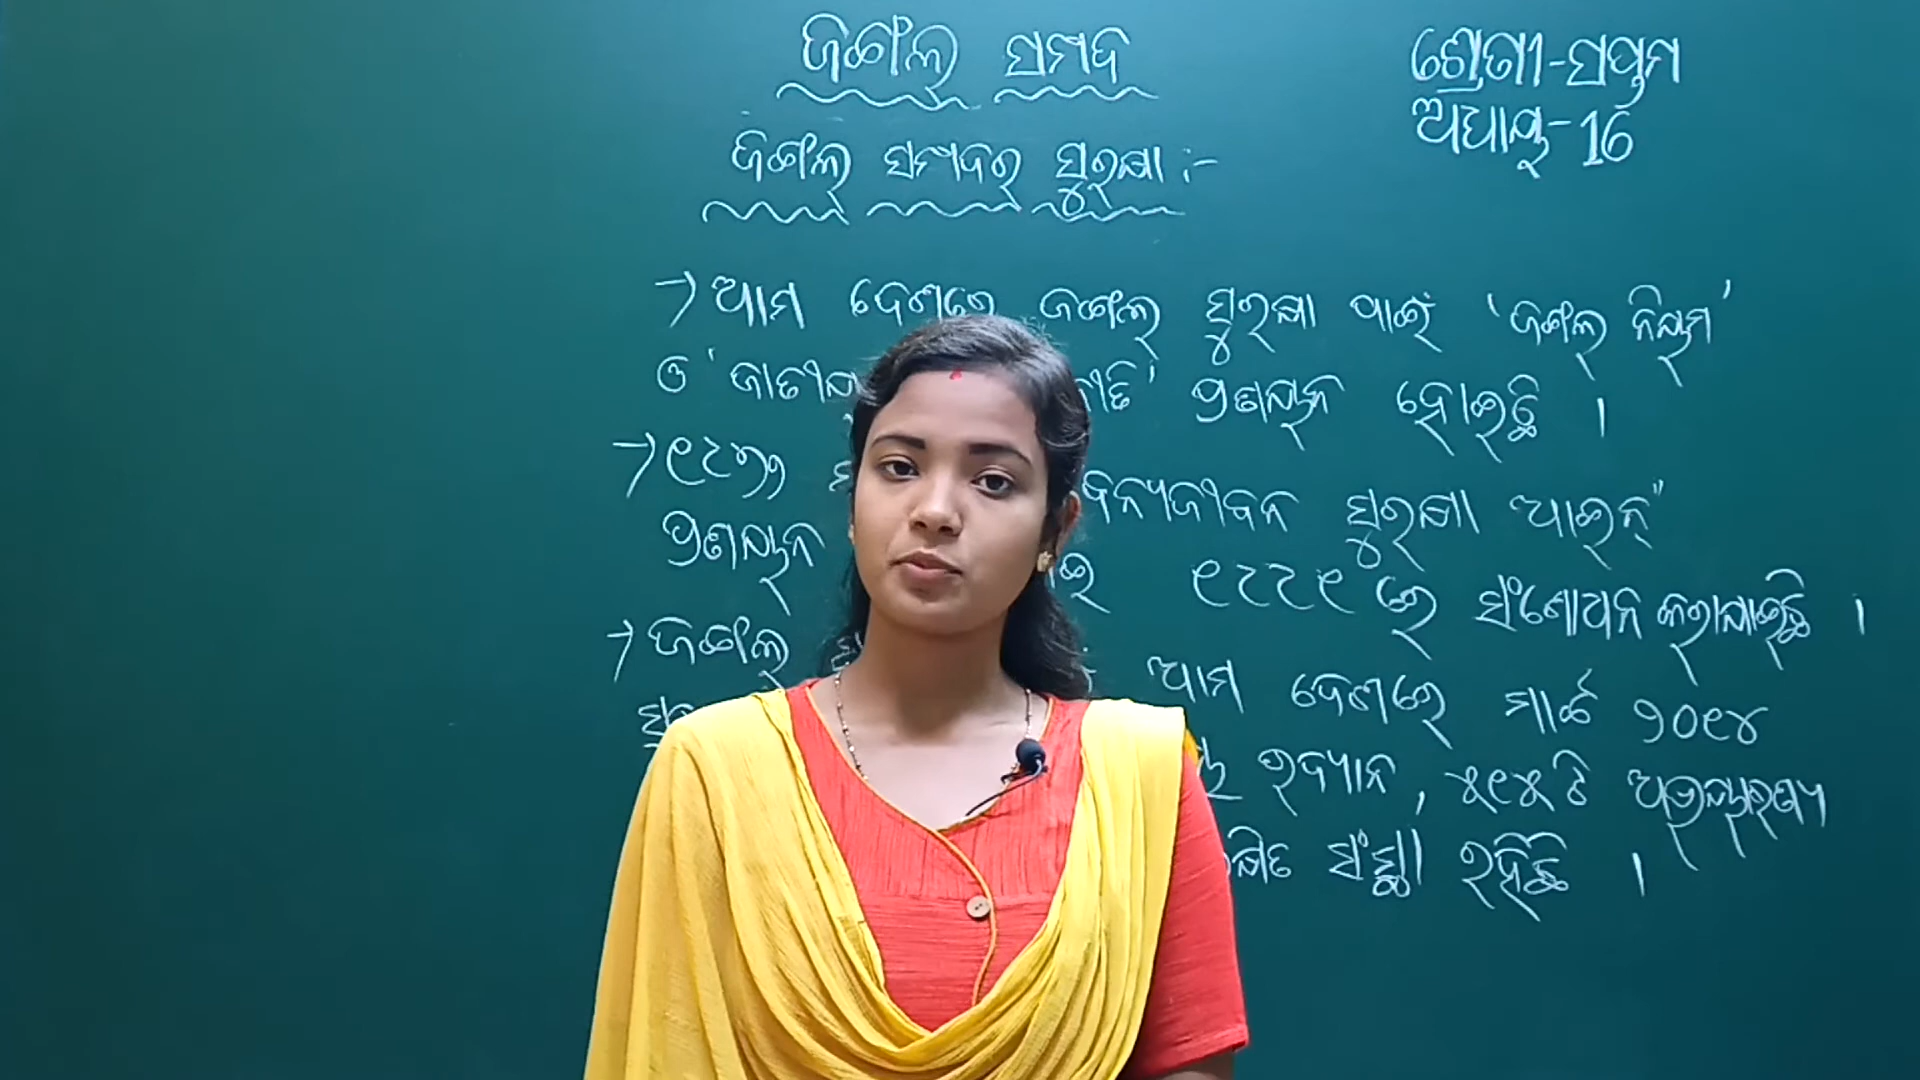 ଜଙ୍ଗଲ ସମ୍ପଦ
ଶ୍ରେଣୀ-ସପ୍ତମ
ଅଧ୍ୟାୟ-16
ଜଙ୍ଗଲ ସମ୍ପଦର ସୁରକ୍ଷା :-
→ ଆମ ଦେଶରେ ଜଙ୍ଗଲ ସୁରକ୍ଷା ପାଇଁ 'ଜଙ୍ଗଲ ନିୟମ'
ଓ 'ଜାତୀୟ ନୀତି' ପ୍ରଣୟନ ହୋଇଛି ।
→ ୧୯୭୨ ବନ୍ୟଜୀବନ ସୁରକ୍ଷା ଆଇନ୍"
ପ୍ରଣୟନ ୧୯୯୧ ରେ ସଂଶୋଧନ କରାଯାଇଛି ।
→ ଜଙ୍ଗଲ ଆମ ଦେଶରେ ମାର୍ଚ୍ଚ ୨୦୧୪
ଉଦ୍ୟାନ, ୫୧୫ ଟି ଅଭୟାରଣ୍ୟ
ସଂସ୍ଥା ରହିଛି ।